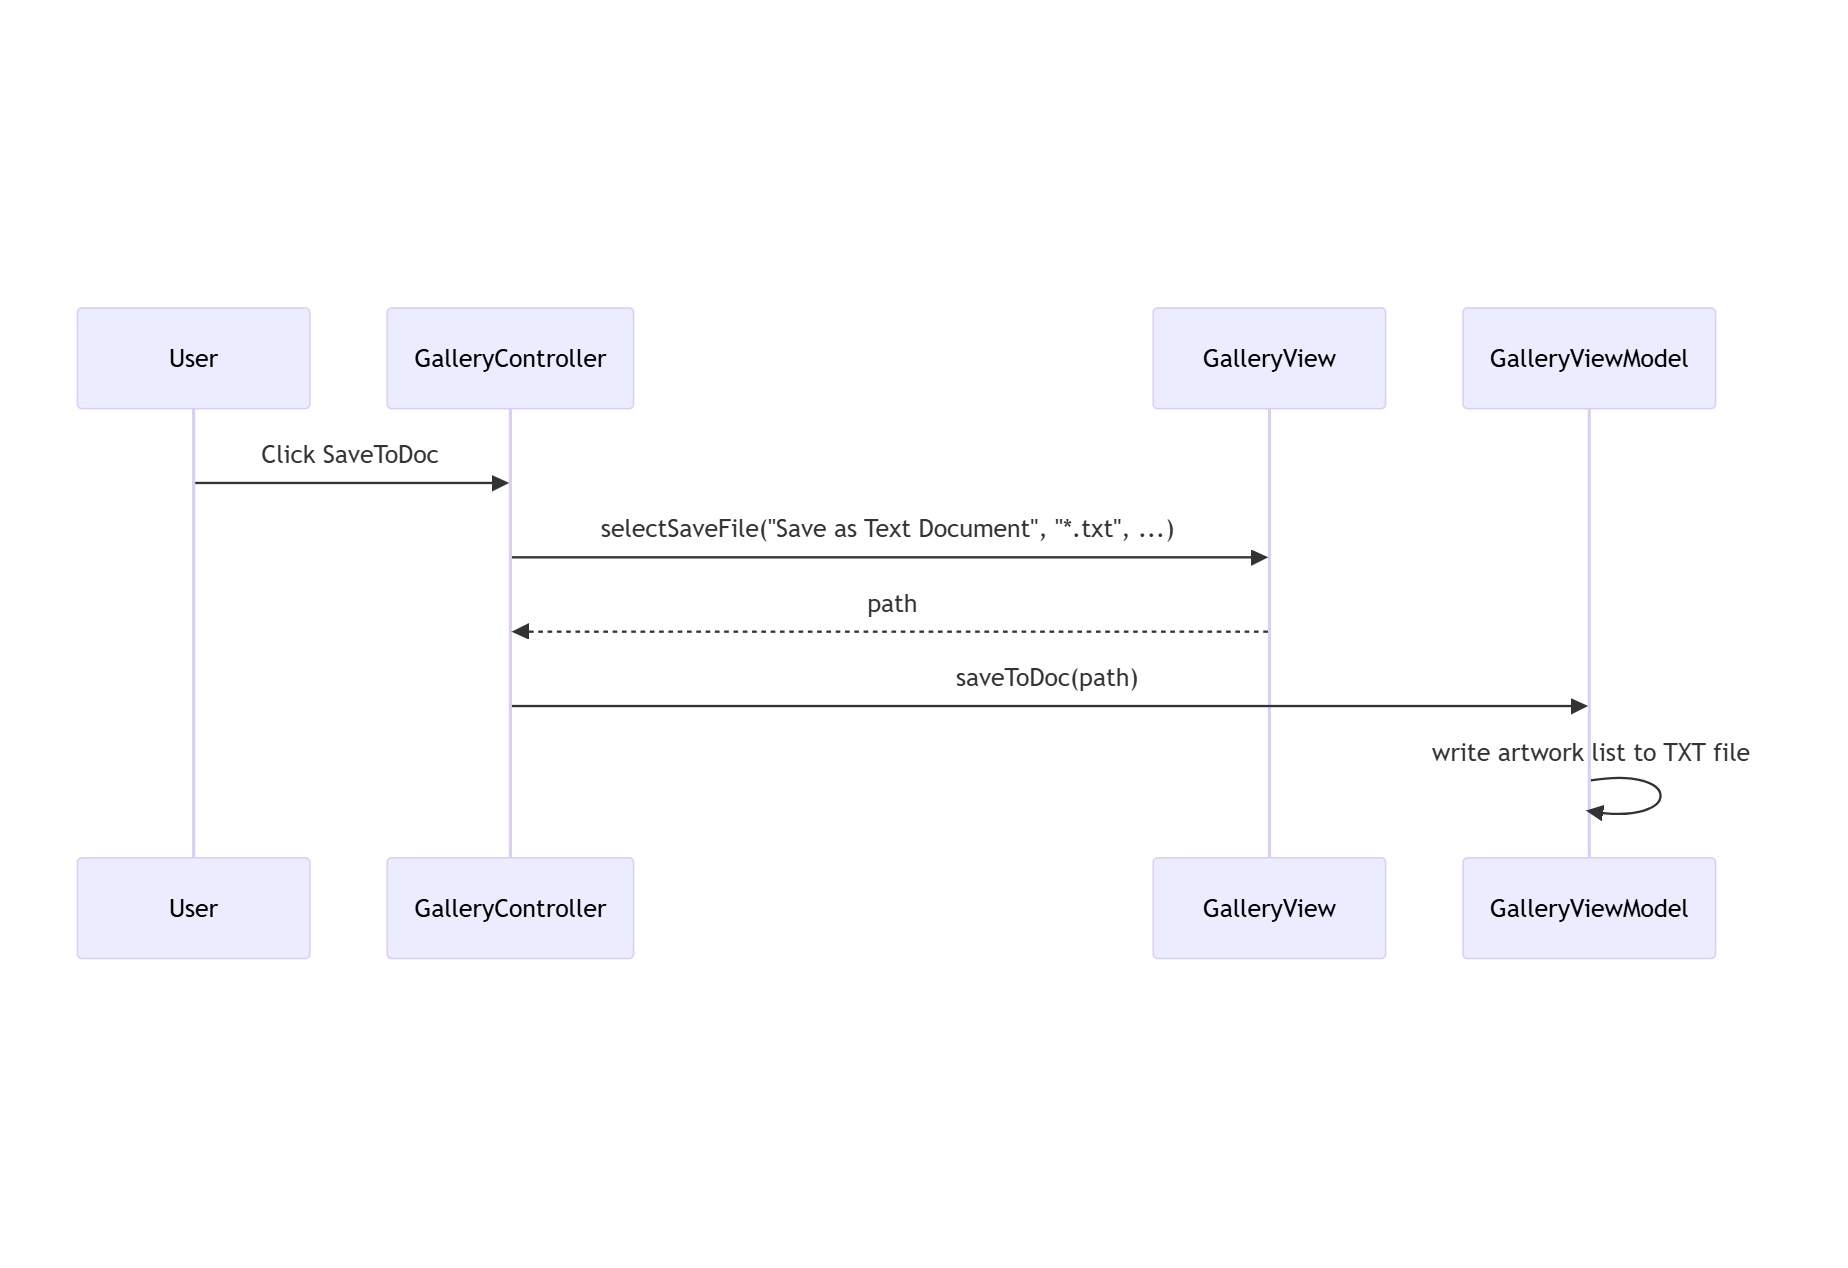 User
GalleryController
GalleryView
GalleryViewModel
Click SaveToDoc
selectSaveFile("Save as Text Document", "*.txt", ...)
path
saveToDoc(path)
write artwork list to TXT file
User
GalleryController
GalleryView
GalleryViewModel